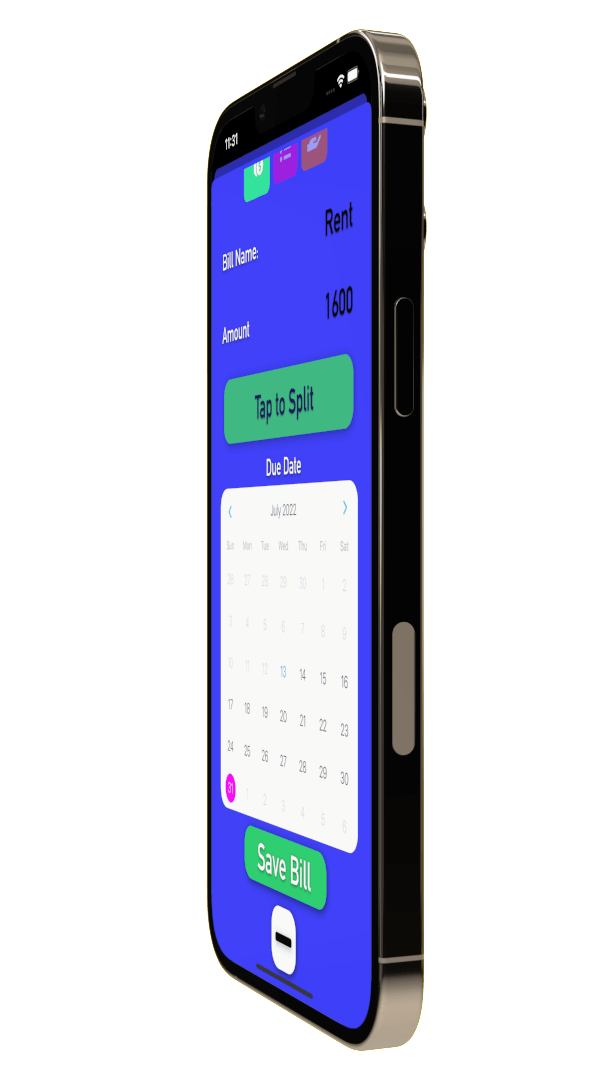 11:31
Rent
Bill Name:
1600
Amount
Tap to Split
Due Date
July 2022
Sun Mon Tue Wed Thu Fri Sat
26 27 28 29 30 1 2
3 4 5 6 7 8 9
10 11 12 13 14 15 16
17 18 19 20 21 22 23
24 25 26 27 28 29 30
31 1 2 3 4 5 6
Save Bill